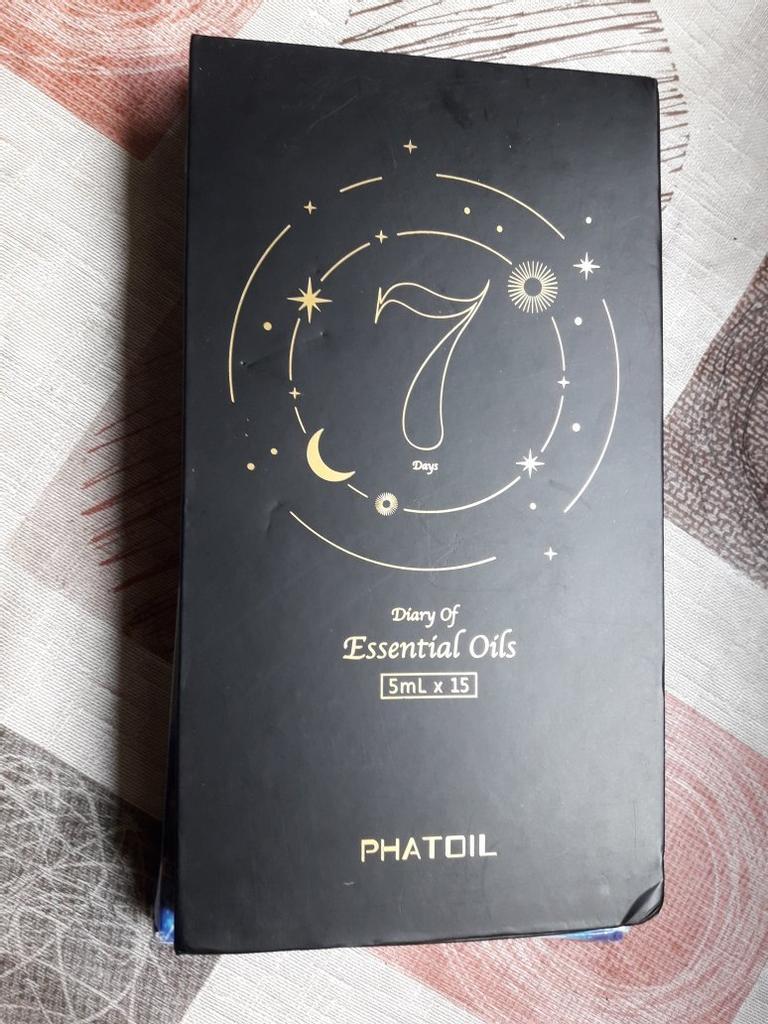 7
Days
Diary Of
Essential Oils
5mL x 15
PHATOIL